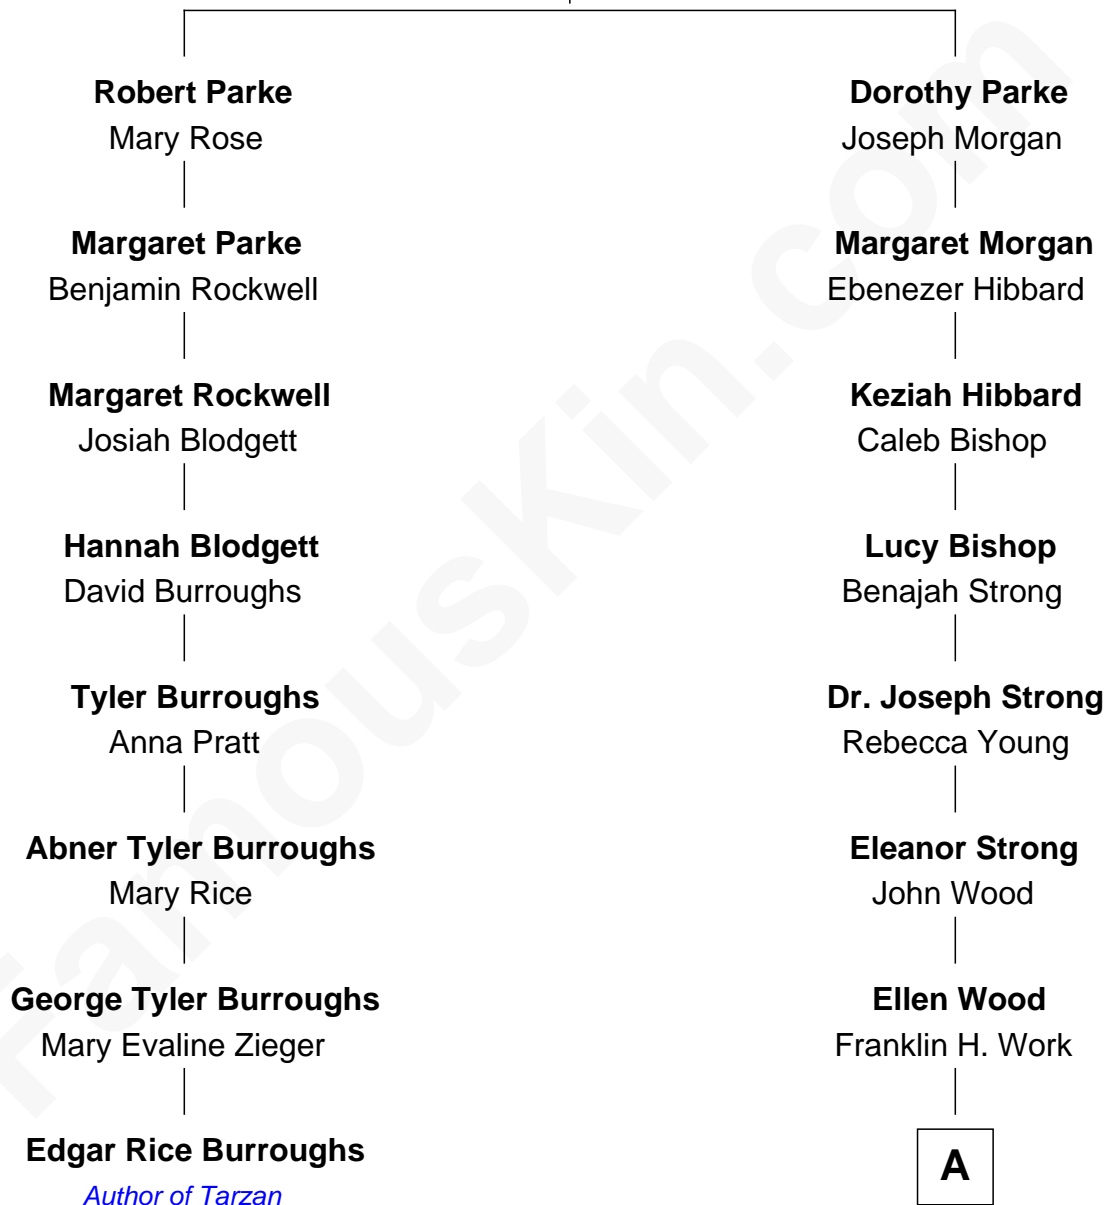 Robert Parke
Mary Rose
Margaret Parke
Benjamin Rockwell
Margaret Rockwell
Josiah Blodgett
Hannah Blodgett
David Burroughs
Tyler Burroughs
Anna Pratt
Abner Tyler Burroughs
Mary Rice
George Tyler Burroughs
Mary Evaline Zieger
Edgar Rice Burroughs
Author of Tarzan
Dorothy Parke
Joseph Morgan
Margaret Morgan
Ebenezer Hibbard
Keziah Hibbard
Caleb Bishop
Lucy Bishop
Benajah Strong
Dr. Joseph Strong
Rebecca Young
Eleanor Strong
John Wood
Ellen Wood
Franklin H. Work
A
FamousKin.com